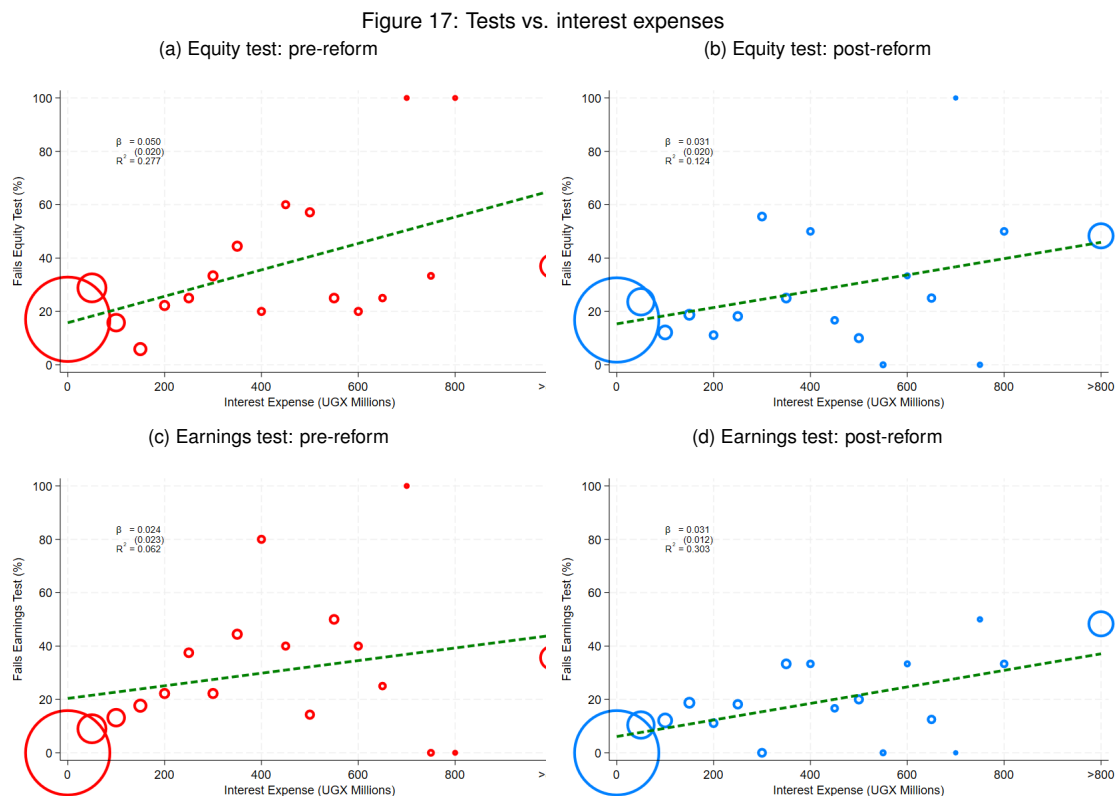 Figure 17: Tests vs. interest expenses
(a) Equity test: pre-reform
100
80
60
40
20
0
Fails Equity Test (%)
β = 0.050
(0.020)
R² = 0.277
0 200 400 600 800 >
Interest Expense (UGX Millions)
(b) Equity test: post-reform
100
80
60
40
20
0
Fails Equity Test (%)
β = 0.031
(0.020)
R² = 0.124
0 200 400 600 >800
Interest Expense (UGX Millions)
(c) Earnings test: pre-reform
100
80
60
40
20
0
Fails Earnings Test (%)
β = 0.024
(0.023)
R² = 0.062
0 200 400 600 800 >
Interest Expense (UGX Millions)
(d) Earnings test: post-reform
100
80
60
40
20
0
Fails Earnings Test (%)
β = 0.031
(0.012)
R² = 0.303
0 200 400 600 800 >800
Interest Expense (UGX Millions)